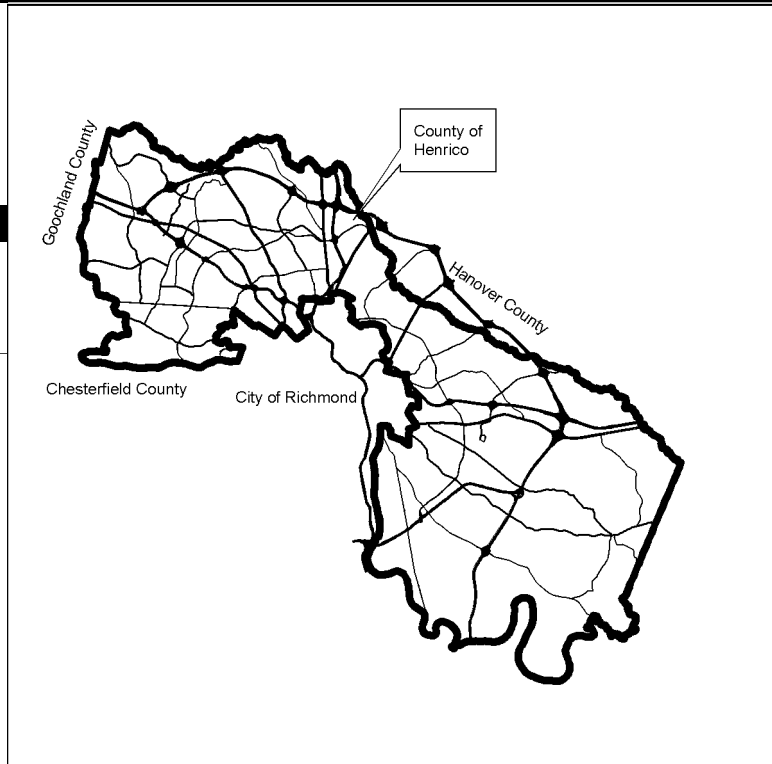 County of
Henrico
Goochland County
Hanover County
Chesterfield County
City of Richmond